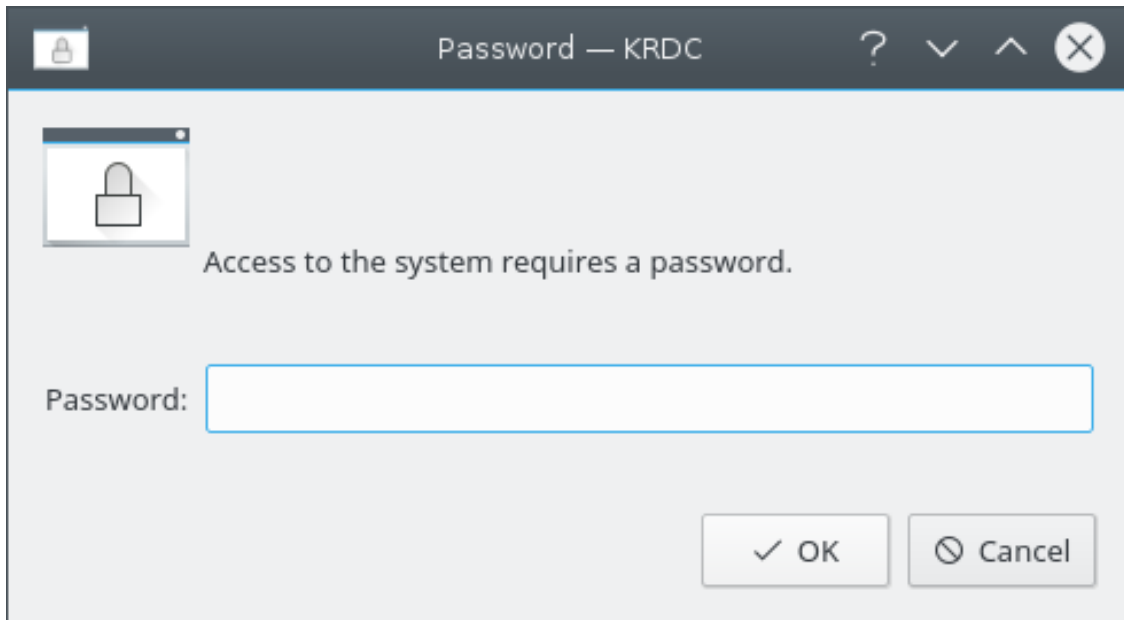 Password — KRDC
Access to the system requires a password.
Password:
OK
Cancel